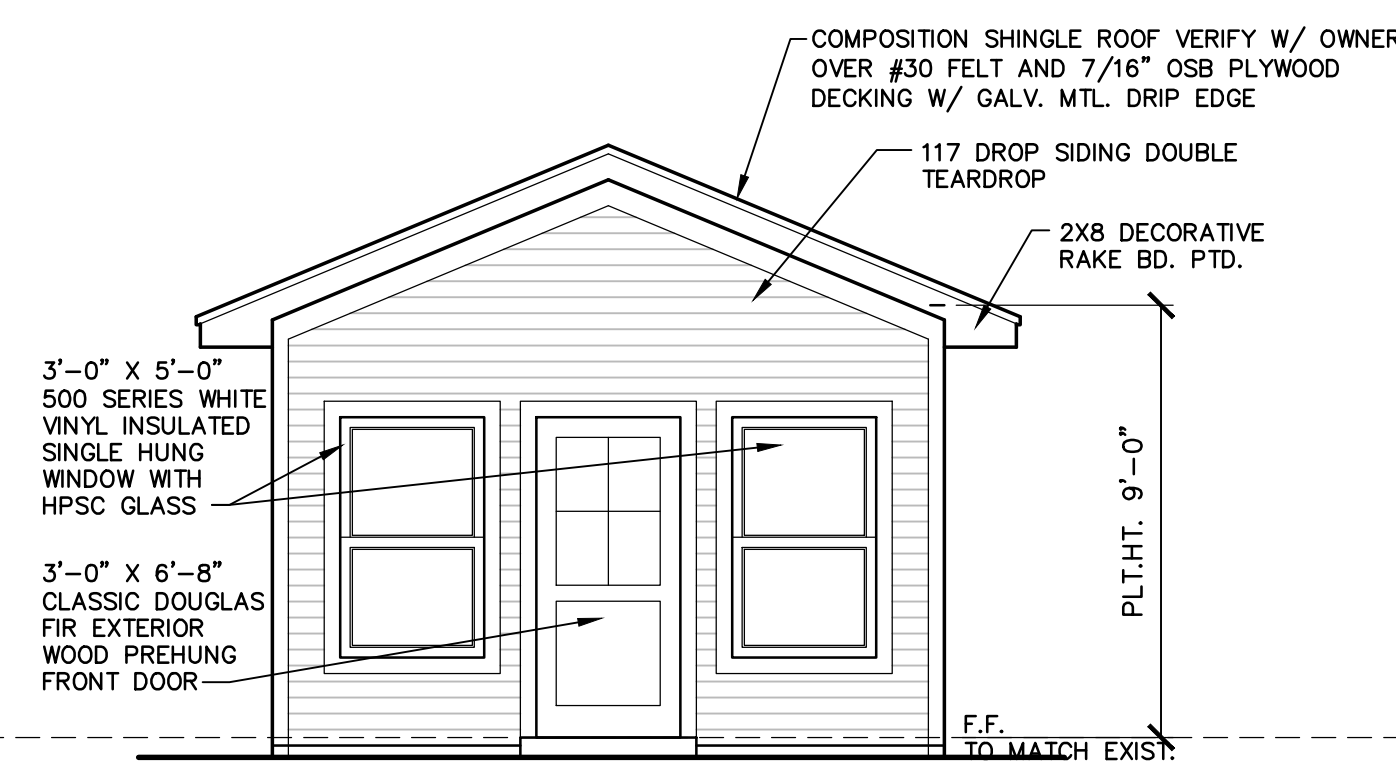 COMPOSITION SHINGLE ROOF VERIFY W/ OWNER
OVER #30 FELT AND 7/16" OSB PLYWOOD
DECKING W/ GALV. MTL. DRIP EDGE
117 DROP SIDING DOUBLE
TEARDROP
2X8 DECORATIVE
RAKE BD. PTD.
3'-0" X 5'-0"
500 SERIES WHITE
VINYL INSULATED
SINGLE HUNG
WINDOW WITH
HPSC GLASS
3'-0" X 6'-8"
CLASSIC DOUGLAS
FIR EXTERIOR
WOOD PREHUNG
FRONT DOOR
PLT.HT. 9'-0"
F.F.
TO MATCH EXIST.